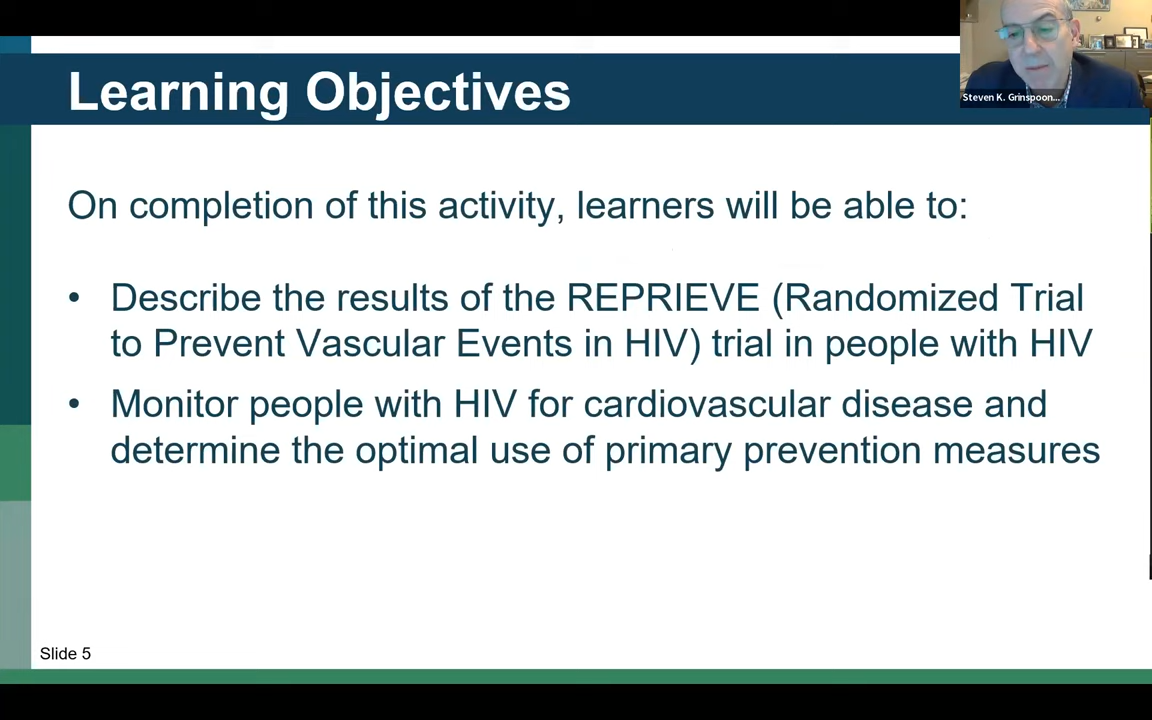 Learning Objectives
Steven K. Grinspoon...
On completion of this activity, learners will be able to:
• Describe the results of the REPRIEVE (Randomized Trial
to Prevent Vascular Events in HIV) trial in people with HIV
• Monitor people with HIV for cardiovascular disease and
determine the optimal use of primary prevention measures
Slide 5